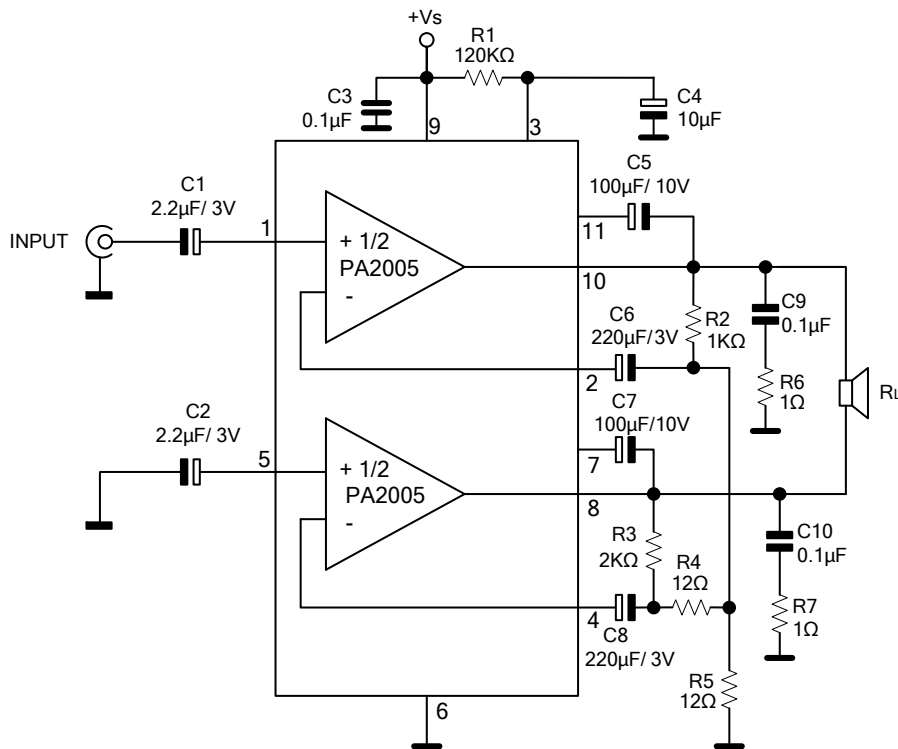 +Vs
R1
120KΩ
C3
0.1μF
9
3
C4
10μF
C5
100μF/ 10V
C1
2.2μF/ 3V
INPUT
1
11
+ 1/2
PA2005
-
10
C6
220μF/3V
R2
1KΩ
C9
0.1μF
2
R6
1Ω
RL
C7
100μF/10V
C2
2.2μF/ 3V
5
7
+ 1/2
PA2005
-
8
R3
2KΩ
R4
12Ω
C10
0.1μF
4
C8
220μF/ 3V
R7
1Ω
R5
12Ω
6